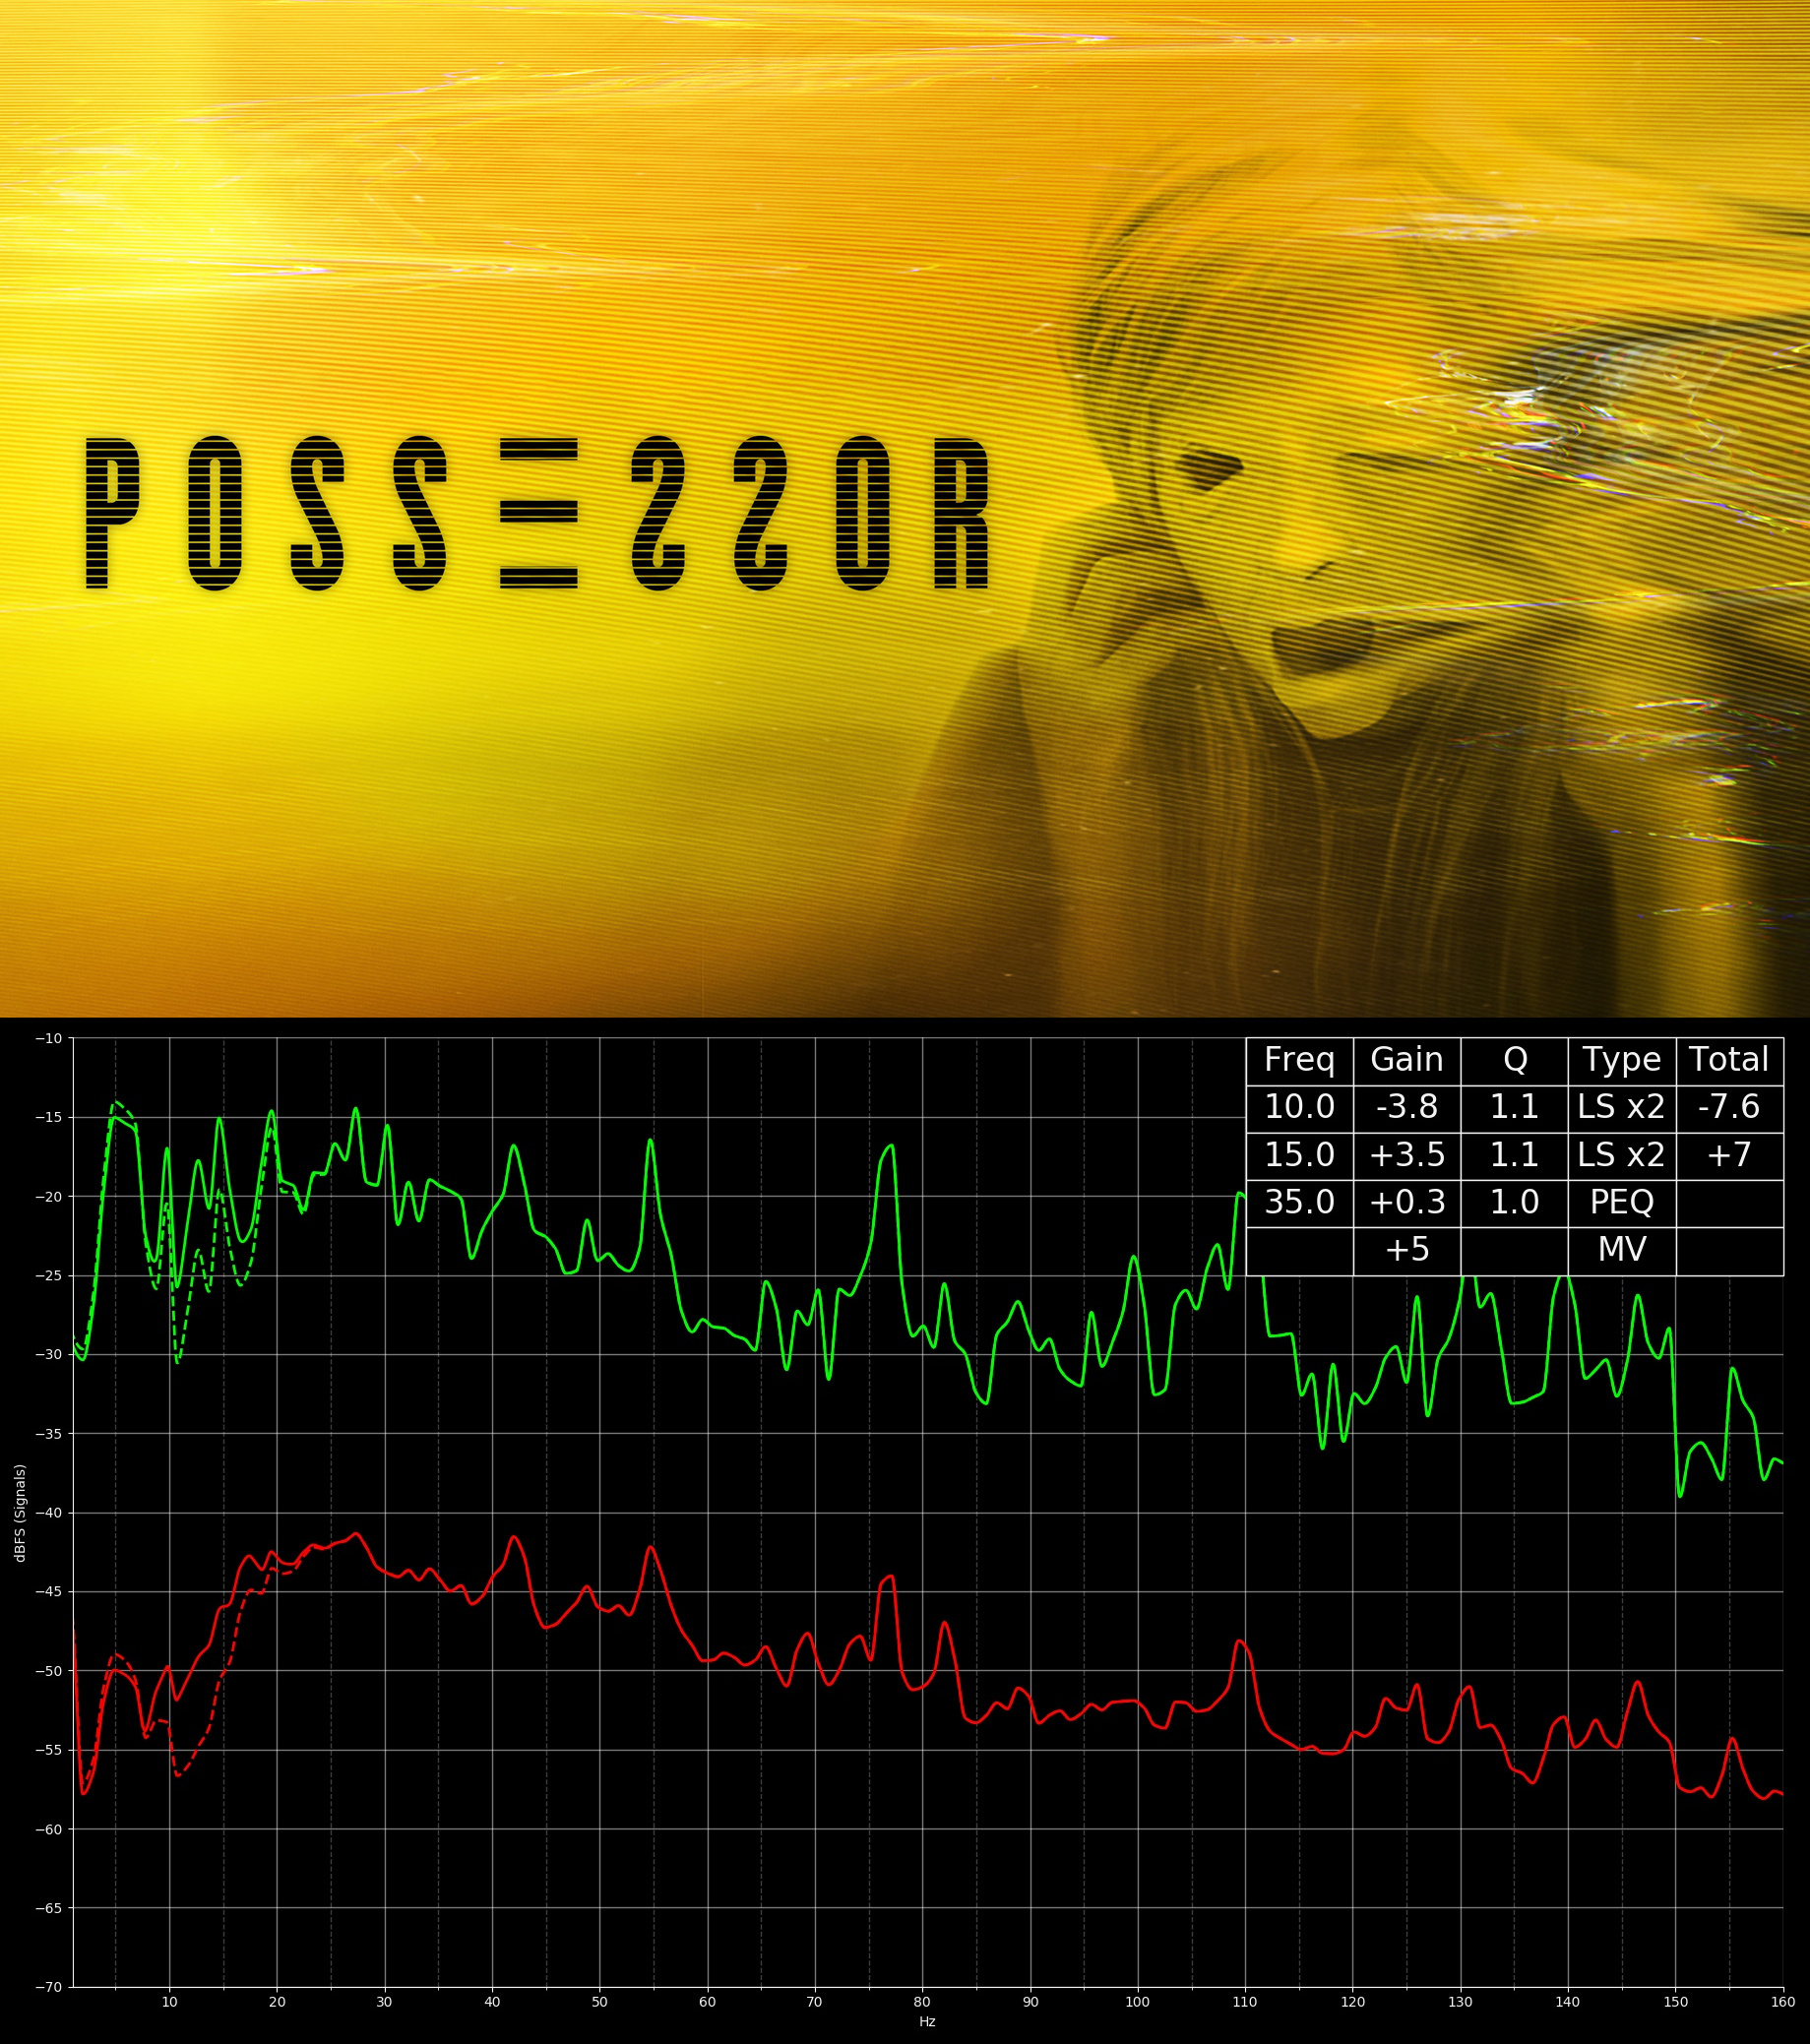 POSSESSOR
Freq Gain Q Type Total
10.0 -3.8 1.1 LS x2 -7.6
15.0 +3.5 1.1 LS x2 +7
35.0 +0.3 1.0 PEQ
+5 MV
−10
−15
−20
−25
−30
−35
−40
−45
−50
−55
−60
−65
−70
dBFS (Signals)
10 20 30 40 50 60 70 80 90 100 110 120 130 140 150 160
Hz